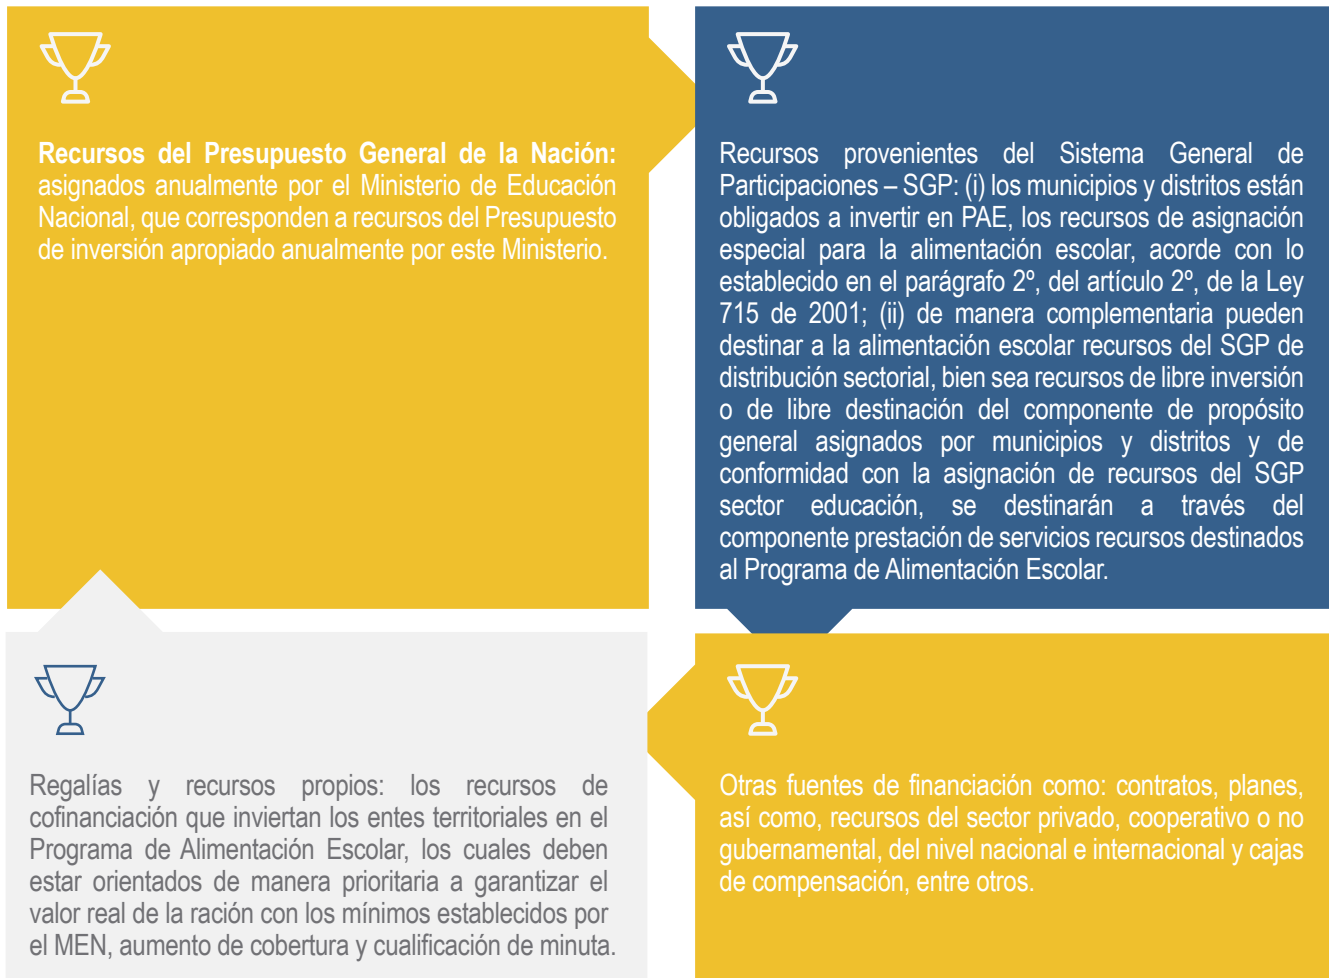 Recursos del Presupuesto General de la Nación:
asignados anualmente por el Ministerio de Educación
Nacional, que corresponden a recursos del Presupuesto
de inversión apropiado anualmente por este Ministerio.
Recursos provenientes del Sistema General de
Participaciones – SGP: (i) los municipios y distritos están
obligados a invertir en PAE, los recursos de asignación
especial para la alimentación escolar, acorde con lo
establecido en el parágrafo 2º, del artículo 2º, de la Ley
715 de 2001; (ii) de manera complementaria pueden
destinar a la alimentación escolar recursos del SGP de
distribución sectorial, bien sea recursos de libre inversión
o de libre destinación del componente de propósito
general asignados por municipios y distritos y de
conformidad con la asignación de recursos del SGP
sector educación, se destinarán a través del
componente prestación de servicios recursos destinados
al Programa de Alimentación Escolar.
Regalías y recursos propios: los recursos de
cofinanciación que inviertan los entes territoriales en el
Programa de Alimentación Escolar, los cuales deben
estar orientados de manera prioritaria a garantizar el
valor real de la ración con los mínimos establecidos por
el MEN, aumento de cobertura y cualificación de minuta.
Otras fuentes de financiación como: contratos, planes,
así como, recursos del sector privado, cooperativo o no
gubernamental, del nivel nacional e internacional y cajas
de compensación, entre otros.